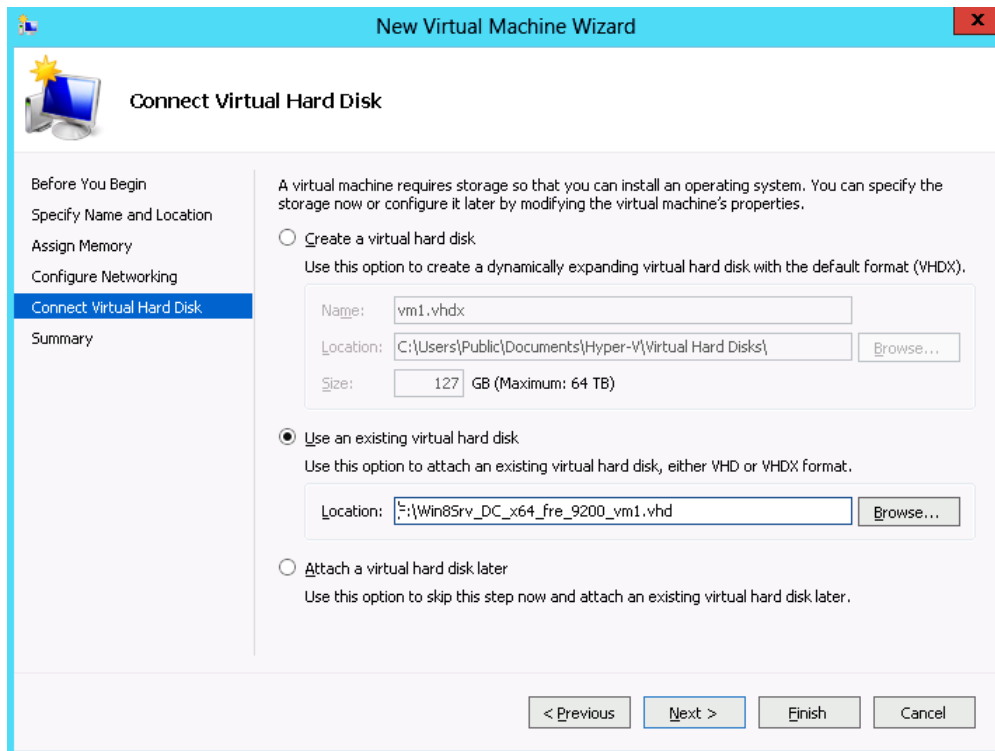 New Virtual Machine Wizard
x
Connect Virtual Hard Disk
Before You Begin
Specify Name and Location
Assign Memory
Configure Networking
Connect Virtual Hard Disk
Summary
A virtual machine requires storage so that you can install an operating system. You can specify the
storage now or configure it later by modifying the virtual machine's properties.
Create a virtual hard disk
Use this option to create a dynamically expanding virtual hard disk with the default format (VHDX).
Name: vm1.vhdx
Location: C:\Users\Public\Documents\Hyper-V\Virtual Hard Disks\ Browse...
Size: 127 GB (Maximum: 64 TB)
Use an existing virtual hard disk
Use this option to attach an existing virtual hard disk, either VHD or VHDX format.
Location: :\Win8Srv_DC_x64_fre_9200_vm1.vhd Browse...
Attach a virtual hard disk later
Use this option to skip this step now and attach an existing virtual hard disk later.
< Previous Next > Finish Cancel